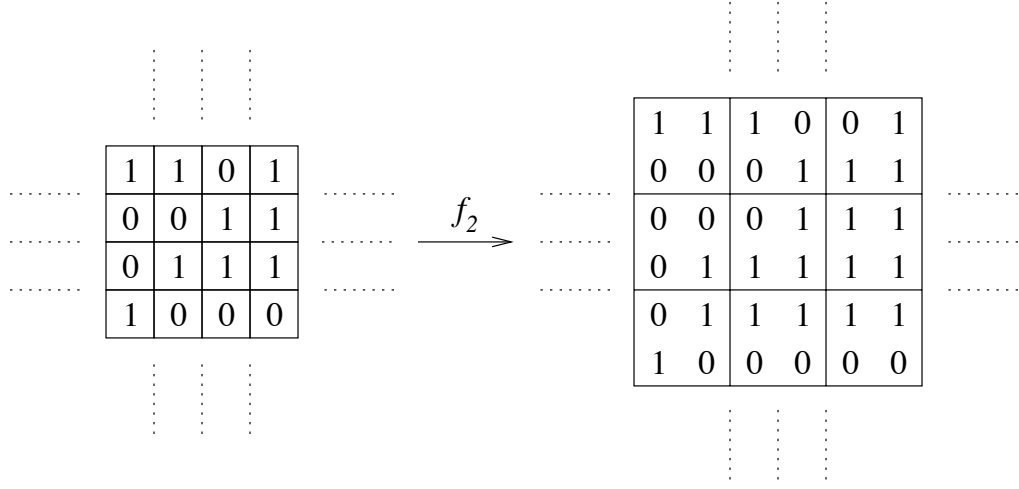 1 1 0 1
0 0 1 1
0 1 1 1
1 0 0 0
f2
1 1 1 0 0 1
0 0 0 1 1 1
0 0 0 1 1 1
0 1 1 1 1 1
0 1 1 1 1 1
1 0 0 0 0 0